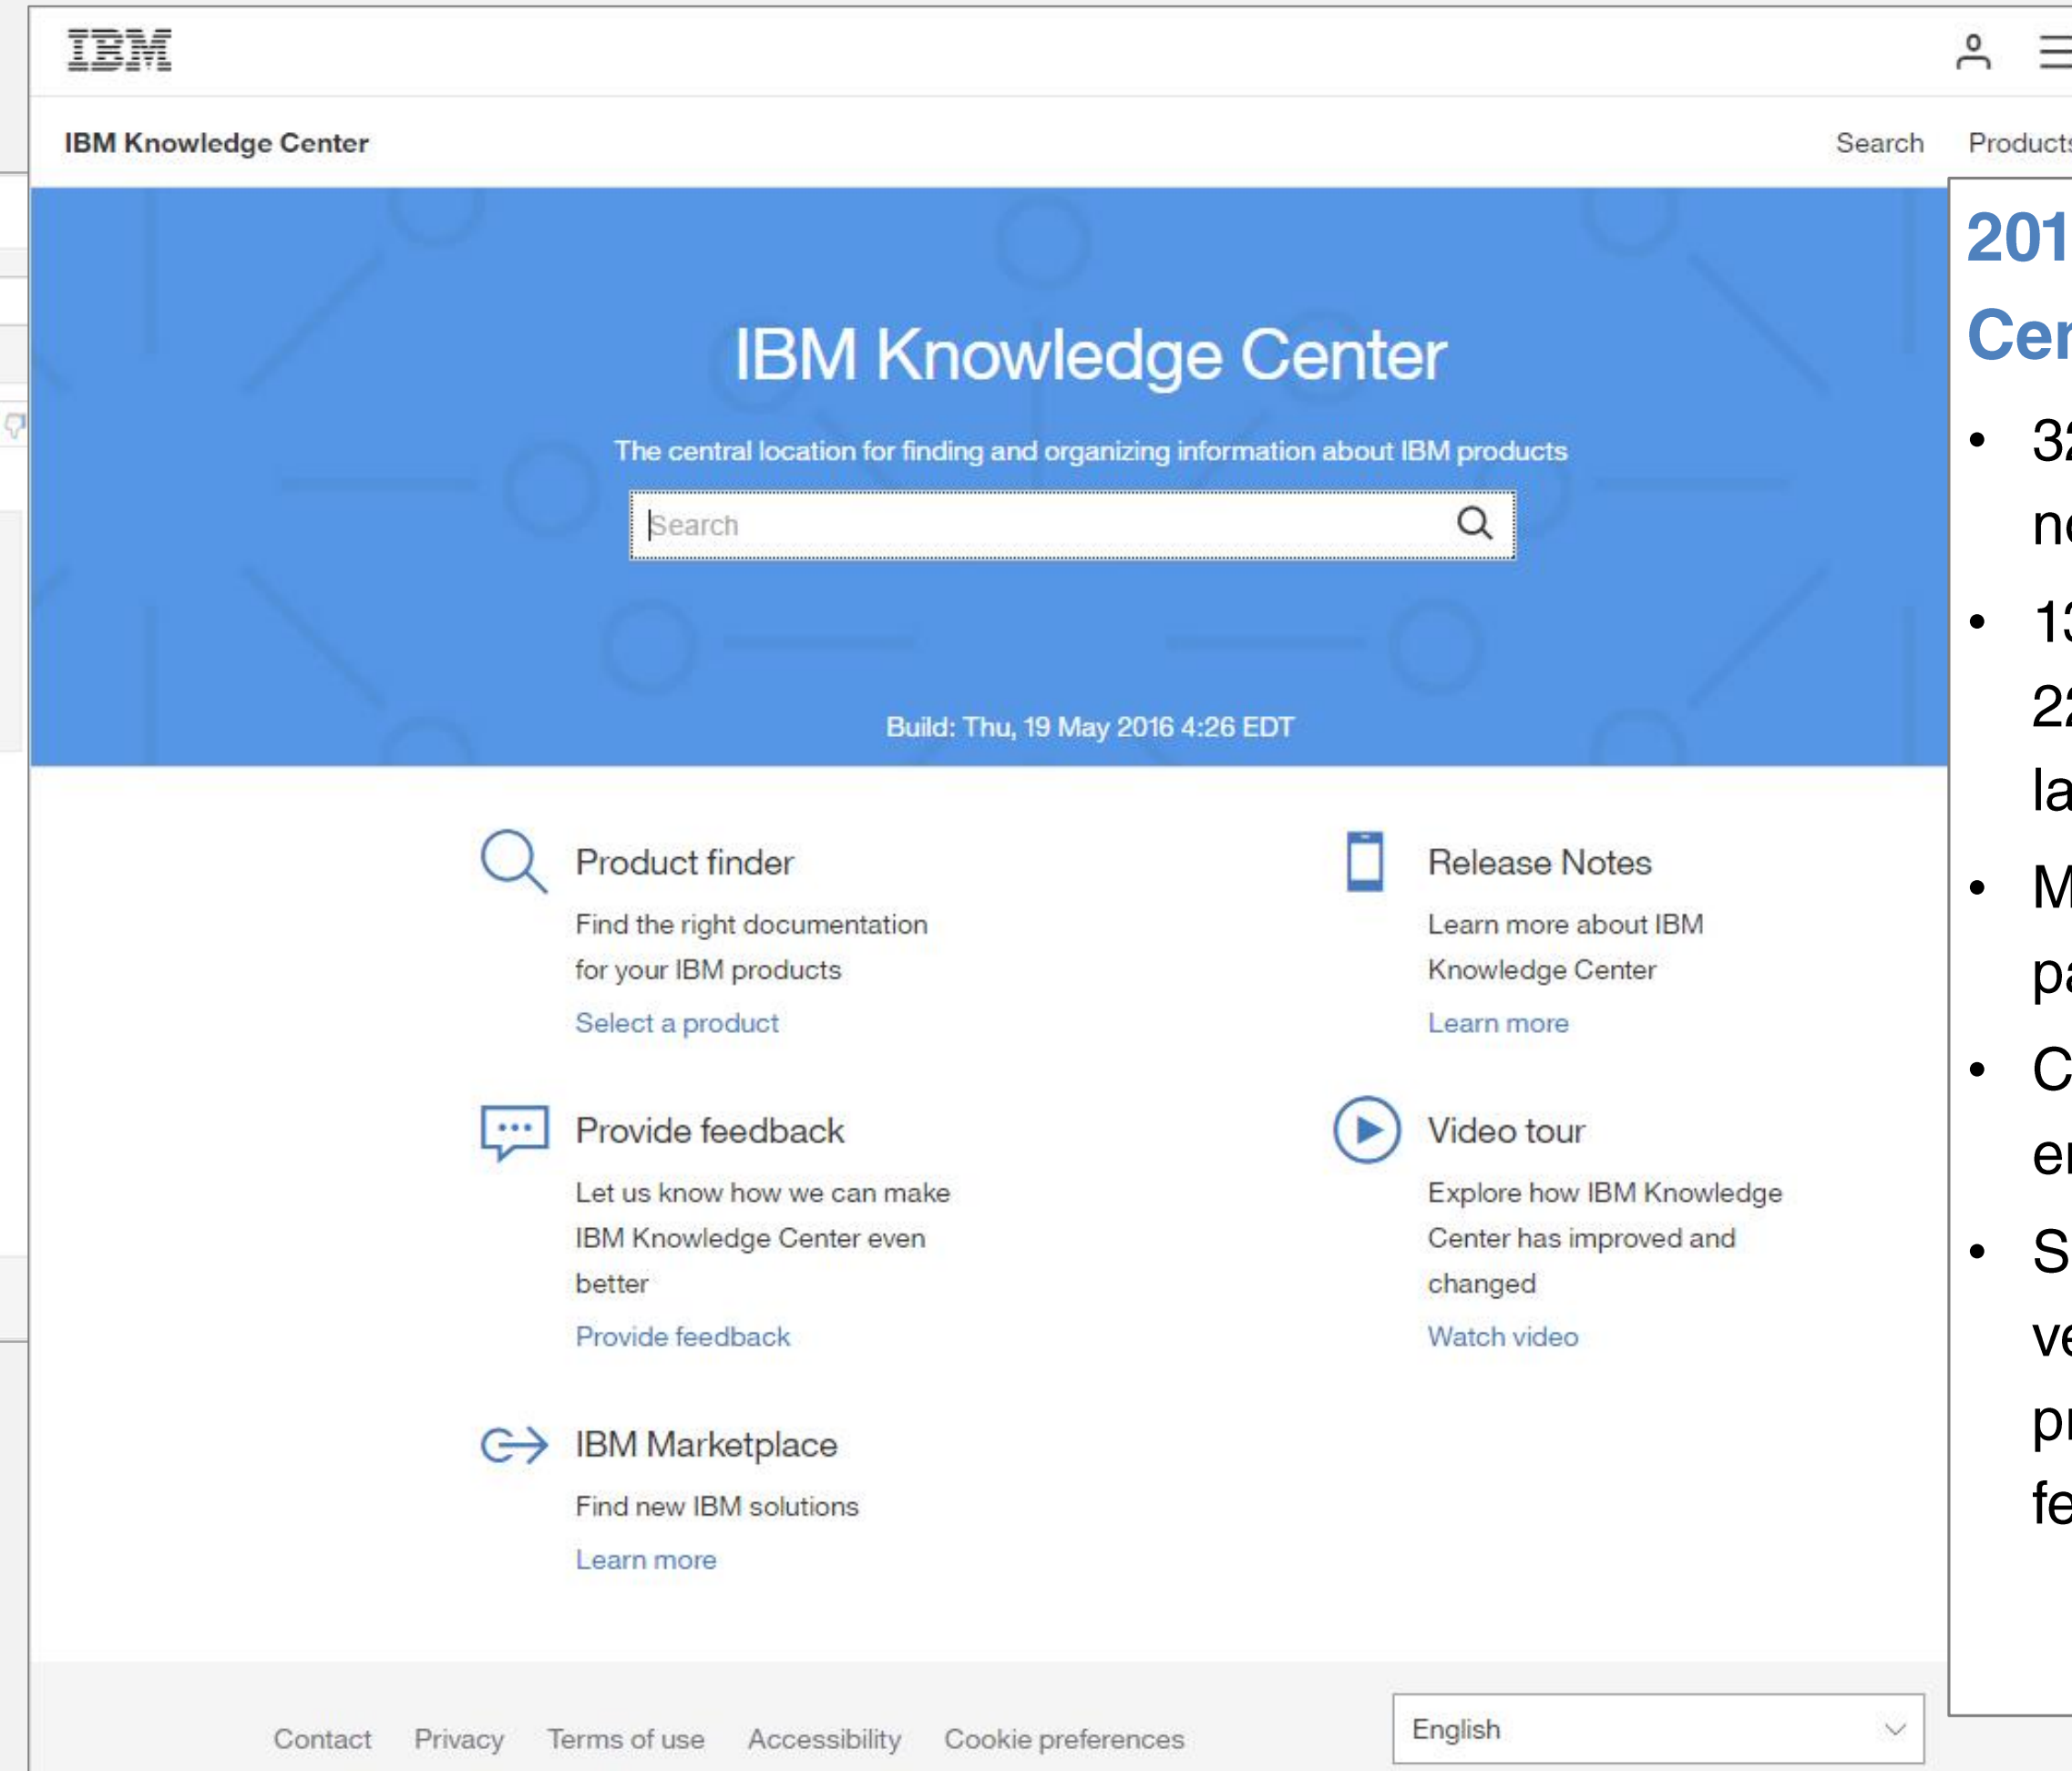 IBM
IBM Knowledge Center
Search Products
IBM Knowledge Center
The central location for finding and organizing information about IBM products
Search
Build: Thu, 19 May 2016 4:26 EDT
Product finder
Find the right documentation
for your IBM products
Select a product
Release Notes
Learn more about IBM
Knowledge Center
Learn more
Provide feedback
Let us know how we can make
IBM Knowledge Center even
better
Provide feedback
Video tour
Explore how IBM Knowledge
Center has improved and
changed
Watch video
IBM Marketplace
Find new IBM solutions
Learn more
Contact Privacy Terms of use Accessibility Cookie preferences
English